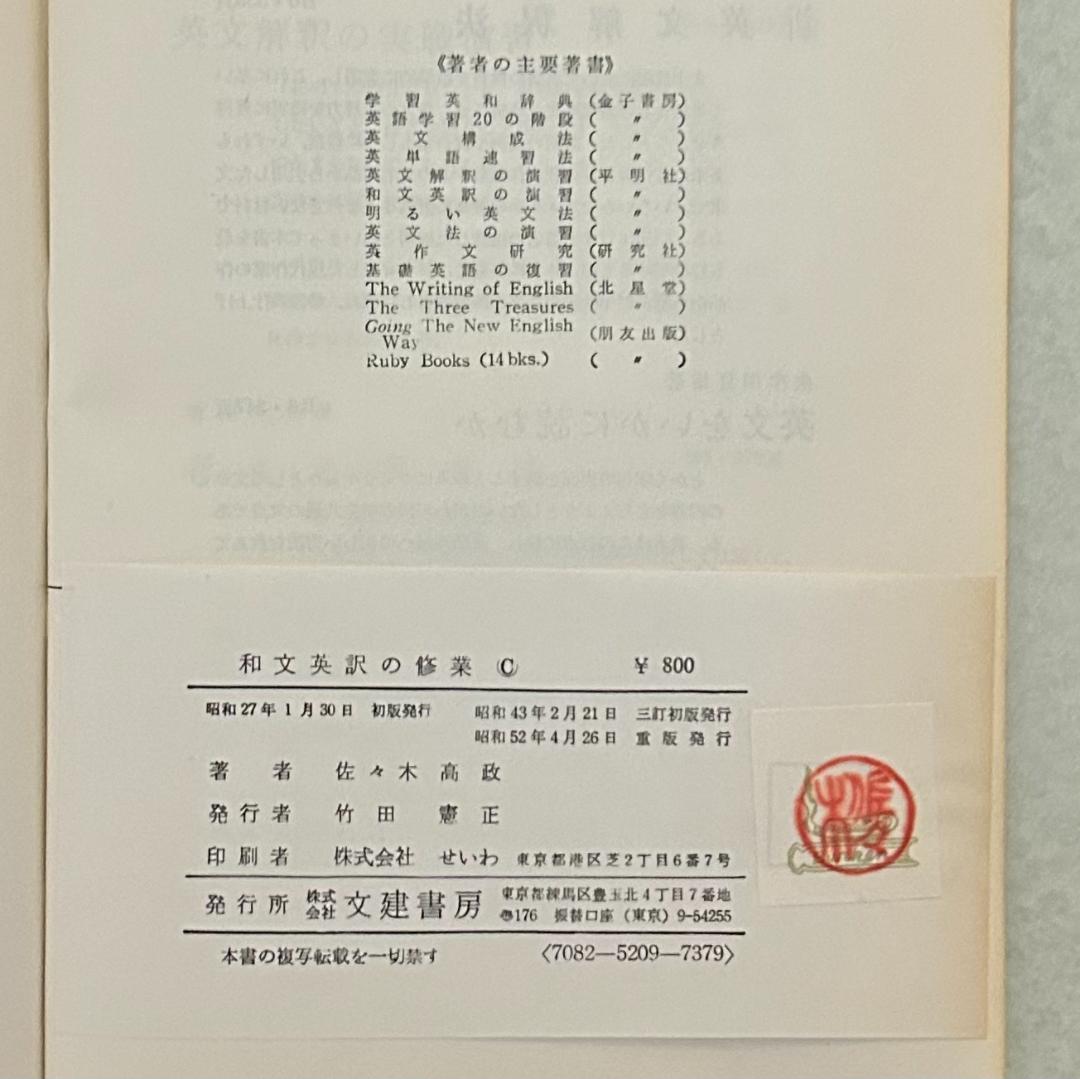 《著者の主要著書》
学習英和辞典(金子書房)
英語学習20の階段(〃)
英文構成法(〃)
英単語速習法(〃)
英文解釈の演習(平明社)
和文英訳の演習(〃)
明るい英文法(〃)
英文法の演習(〃)
英作文研究(研究社)
基礎英語の復習(〃)
The Writing of English(北星堂)
The Three Treasures(〃)
Going The New English
Way(朋友出版)
Ruby Books (14 bks.)(〃)
和文英訳の修業 © ¥ 800
昭和27年1月30日 初版発行 昭和43年2月21日 三訂初版発行
昭和52年4月26日 重版発行
著者 佐々木高政
発行者 竹田 憲正
印刷者 株式会社 せいわ 東京都港区芝2丁目6番7号
発行所 株式会社 文建書房 東京都練馬区豊玉北4丁目7番地
〠176 振替口座(東京)9-54255
本書の複写転載を一切禁ず 〈7082—5209—7379〉